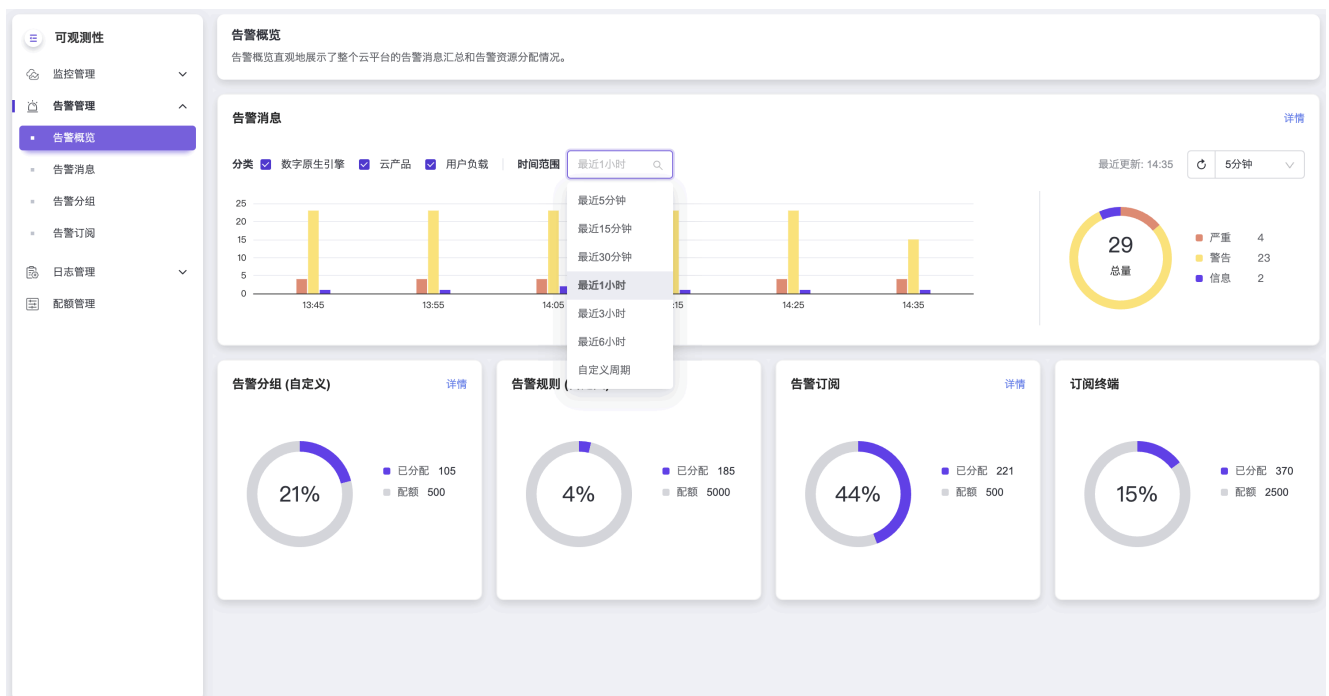 可观测性
监控管理
告警管理
告警概览
告警消息
告警分组
告警订阅
日志管理
配额管理
告警概览
告警概览直观地展示了整个云平台的告警消息汇总和告警资源分配情况。
告警消息 详情
分类 数字原生引擎 云产品 用户负载 时间范围 最近1小时 最近更新: 14:35 5分钟
最近5分钟
最近15分钟
最近30分钟
最近1小时
最近3小时
最近6小时
自定义周期
25
20
15
10
5
0
13:45 13:55 14:05 :15 14:25 14:35
29
总量
严重 4
警告 23
信息 2
告警分组 (自定义) 详情
21%
已分配 105
配额 500
告警规则 (
4%
已分配 185
配额 5000
告警订阅 详情
44%
已分配 221
配额 500
订阅终端
15%
已分配 370
配额 2500